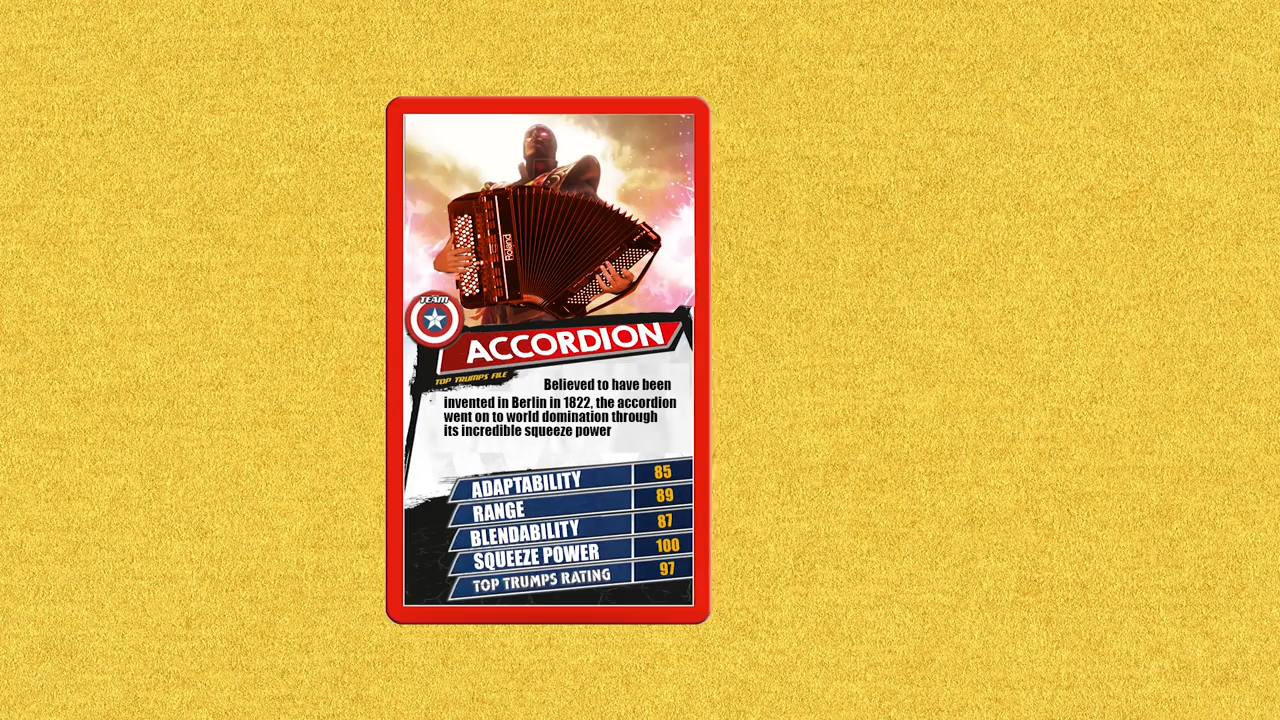 Roland
TEAM
ACCORDION
TOP TRUMPS FILE
Believed to have been
invented in Berlin in 1822, the accordion
went on to world domination through
its incredible squeeze power
ADAPTABILITY 85
RANGE 89
BLENDABILITY 87
SQUEEZE POWER 100
TOP TRUMPS RATING 97